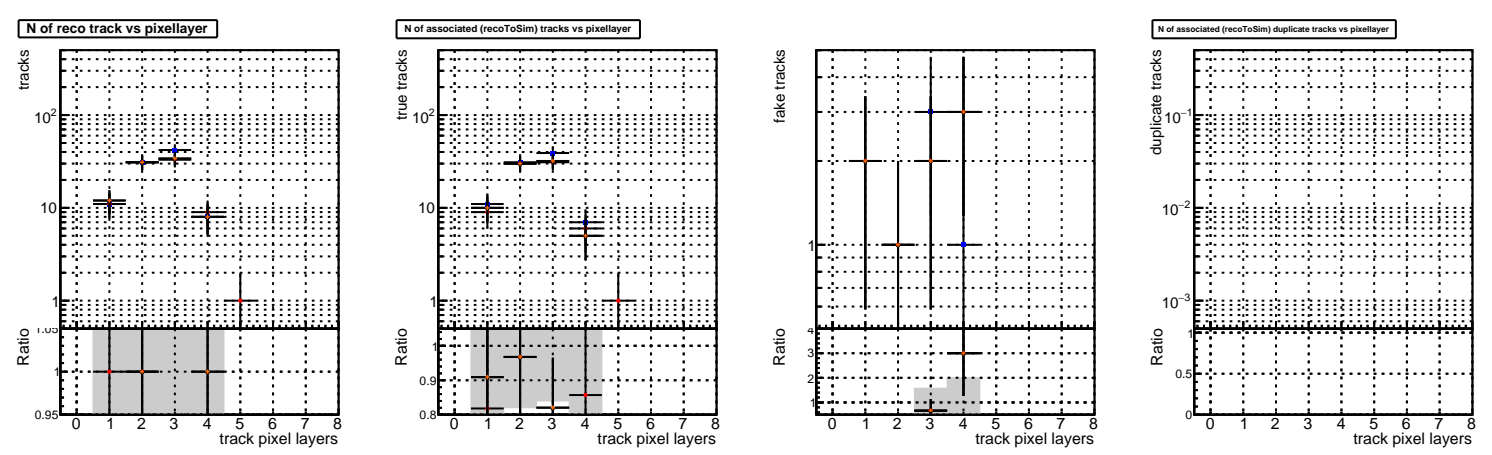 N of reco track vs pixellayer
tracks
10²
10
1
Ratio
1.05
1
0.95
0 1 2 3 4 5 6 7 8
track pixel layers
N of associated (recoToSim) tracks vs pixellayer
true tracks
10²
10
1
Ratio
1
0.9
0.8
0 1 2 3 4 5 6 7 8
track pixel layers
fake tracks
1
Ratio
4
3
2
1
0 1 2 3 4 5 6 7 8
track pixel layers
N of associated (recoToSim) duplicate tracks vs pixellayer
duplicate tracks
10⁻¹
10⁻²
10⁻³
Ratio
1
0.5
0
0 1 2 3 4 5 6 7 8
track pixel layers